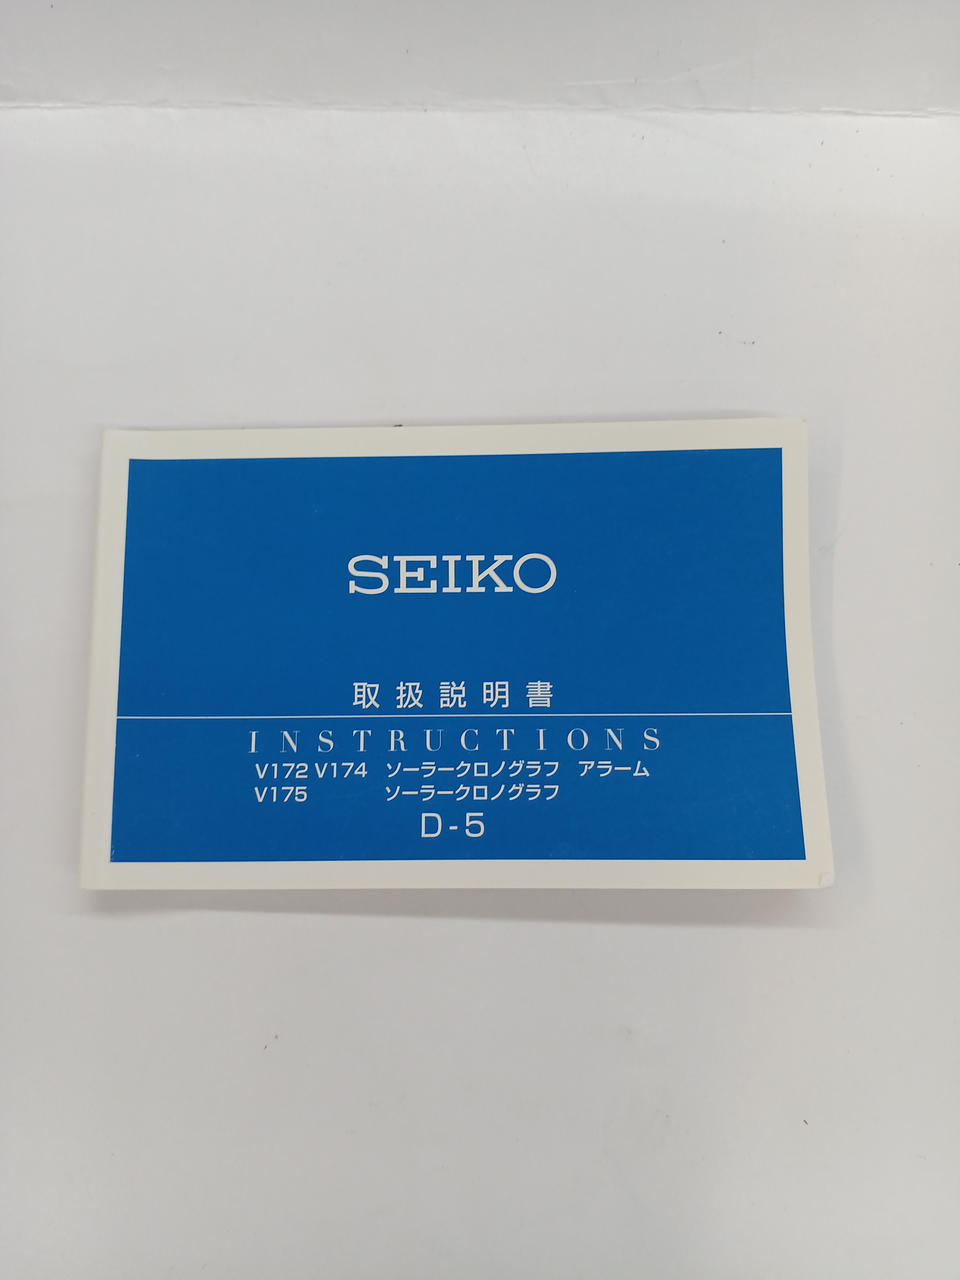 SEIKO
取扱説明書
INSTRUCTIONS
V172 V174 ソーラークロノグラフ アラーム
V175 ソーラークロノグラフ
D-5